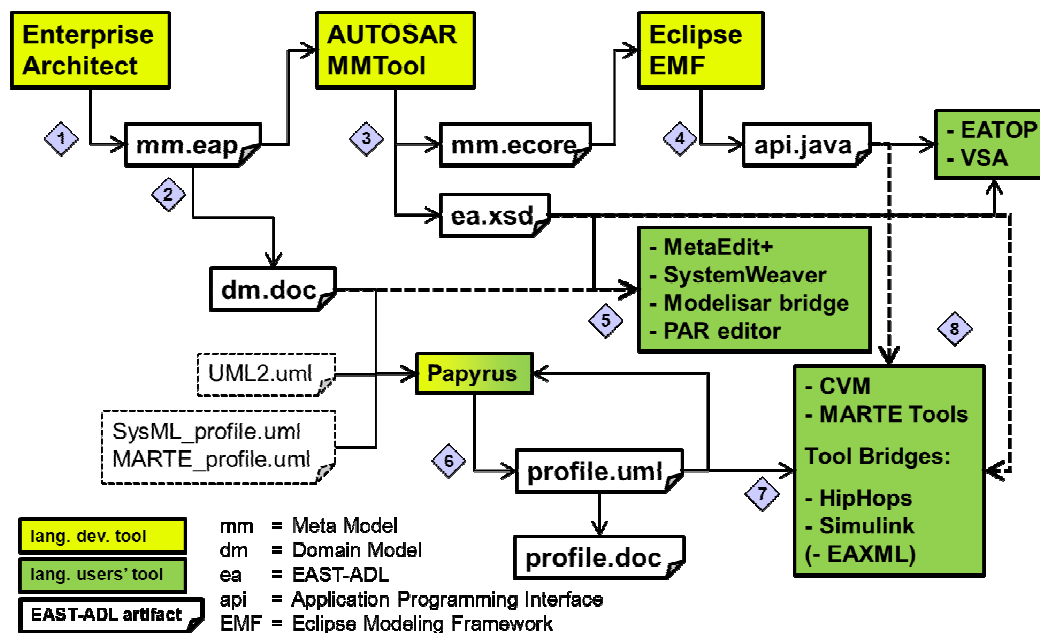 Enterprise
Architect
AUTOSAR
MMTool
Eclipse
EMF
1
mm.eap
3
mm.ecore
4
api.java
- EATOP
- VSA
2
ea.xsd
dm.doc
- MetaEdit+
- SystemWeaver
- Modelisar bridge
- PAR editor
5
8
UML2.uml
Papyrus
SysML_profile.uml
MARTE_profile.uml
6
profile.uml
7
- CVM
- MARTE Tools
Tool Bridges:
- HipHops
- Simulink
(- EAXML)
profile.doc
lang. dev. tool
lang. users' tool
EAST-ADL artifact
mm = Meta Model
dm = Domain Model
ea = EAST-ADL
api = Application Programming Interface
EMF = Eclipse Modeling Framework